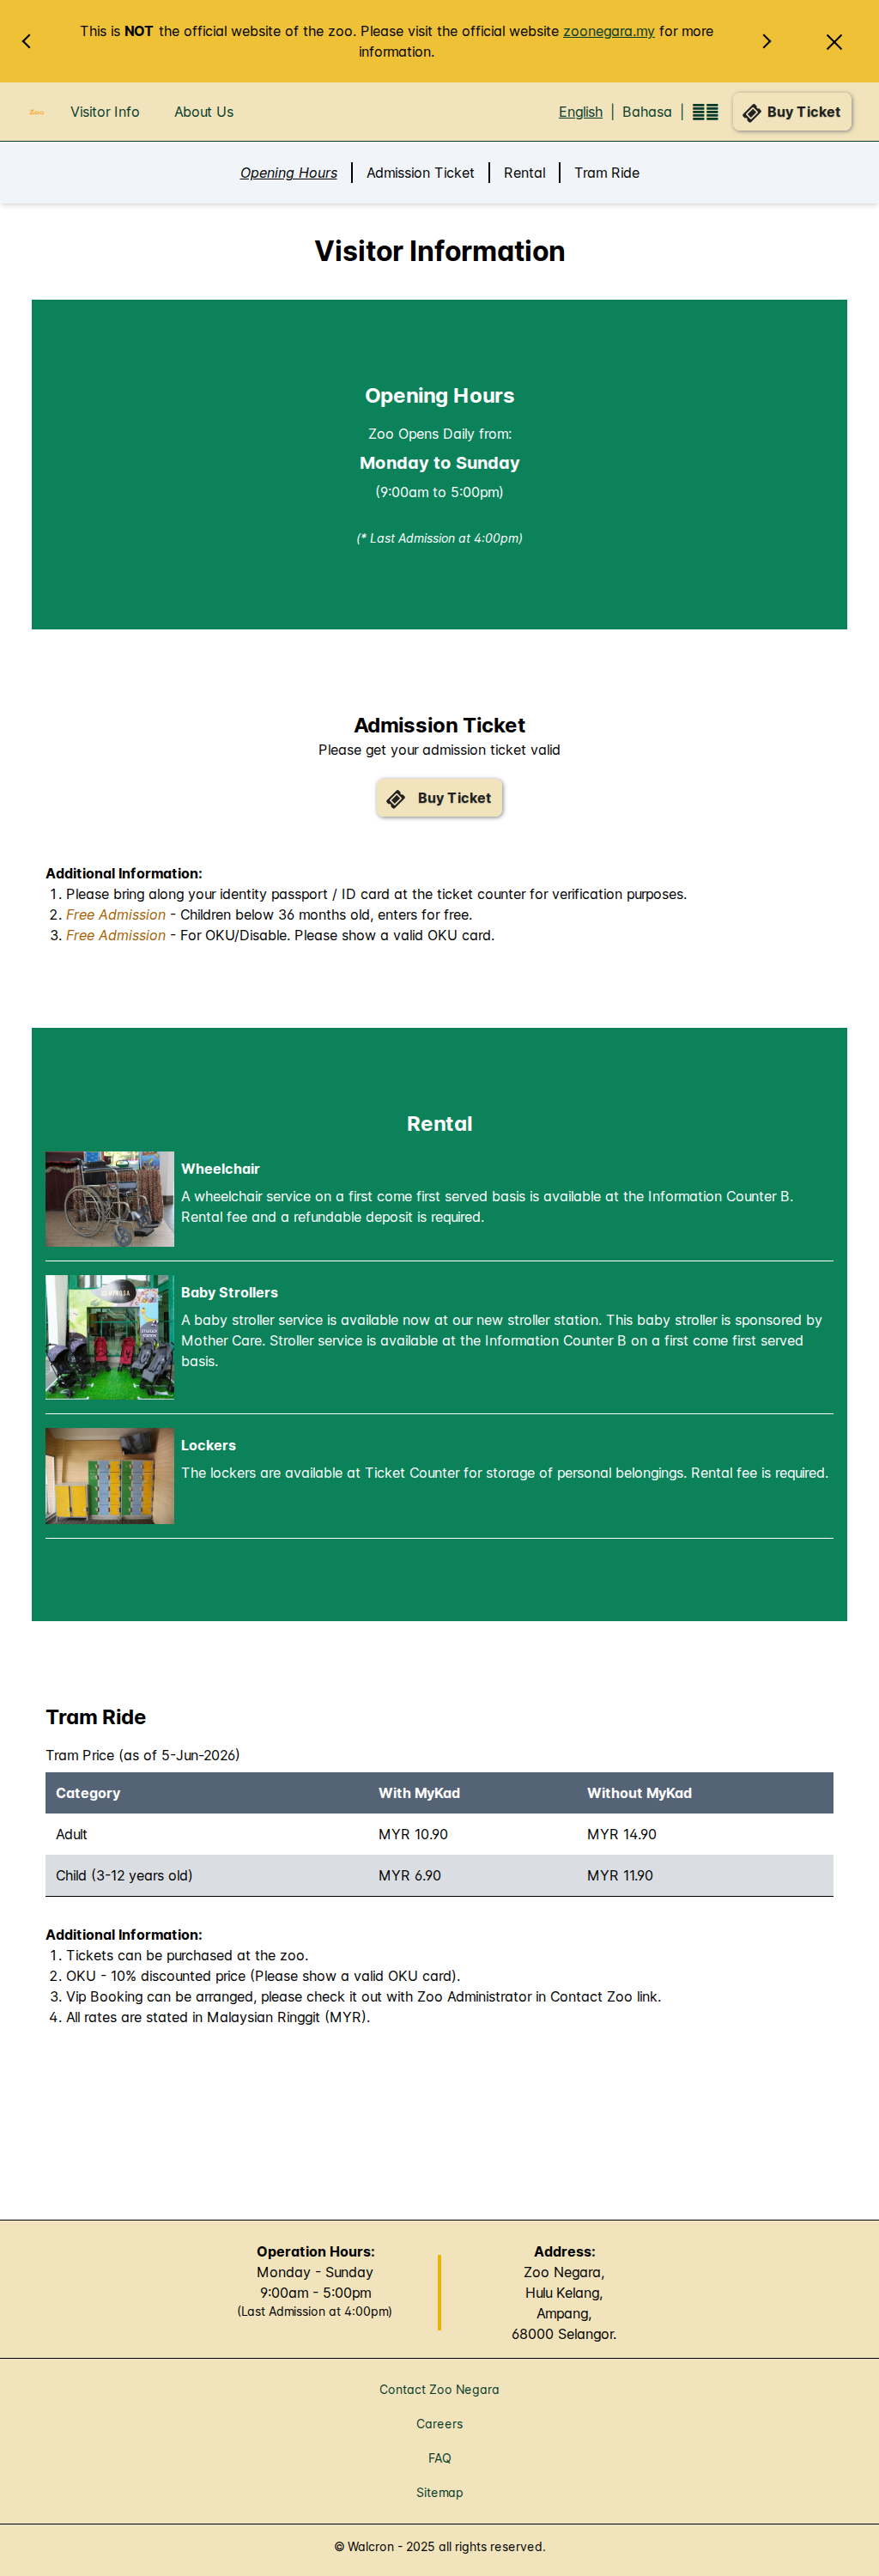 This is NOT the official website of the zoo. Please visit the official website zoonegara.my for more
information.
Zoo
Visitor Info
About Us
English | Bahasa |
Buy Ticket
Opening Hours
Admission Ticket
Rental
Tram Ride
Visitor Information
Opening Hours
Zoo Opens Daily from:
Monday to Sunday
(9:00am to 5:00pm)
(* Last Admission at 4:00pm)
Admission Ticket
Please get your admission ticket valid
Buy Ticket
Additional Information:
1. Please bring along your identity passport / ID card at the ticket counter for verification purposes.
2. Free Admission - Children below 36 months old, enters for free.
3. Free Admission - For OKU/Disable. Please show a valid OKU card.
Rental
Wheelchair
A wheelchair service on a first come first served basis is available at the Information Counter B.
Rental fee and a refundable deposit is required.
Baby Strollers
A baby stroller service is available now at our new stroller station. This baby stroller is sponsored by
Mother Care. Stroller service is available at the Information Counter B on a first come first served
basis.
Lockers
The lockers are available at Ticket Counter for storage of personal belongings. Rental fee is required.
Tram Ride
Tram Price (as of 5-Jun-2026)
Category With MyKad Without MyKad
Adult MYR 10.90 MYR 14.90
Child (3-12 years old) MYR 6.90 MYR 11.90
Additional Information:
1. Tickets can be purchased at the zoo.
2. OKU - 10% discounted price (Please show a valid OKU card).
3. Vip Booking can be arranged, please check it out with Zoo Administrator in Contact Zoo link.
4. All rates are stated in Malaysian Ringgit (MYR).
Operation Hours:
Monday - Sunday
9:00am - 5:00pm
(Last Admission at 4:00pm)
Address:
Zoo Negara,
Hulu Kelang,
Ampang,
68000 Selangor.
Contact Zoo Negara
Careers
FAQ
Sitemap
© Walcron - 2025 all rights reserved.